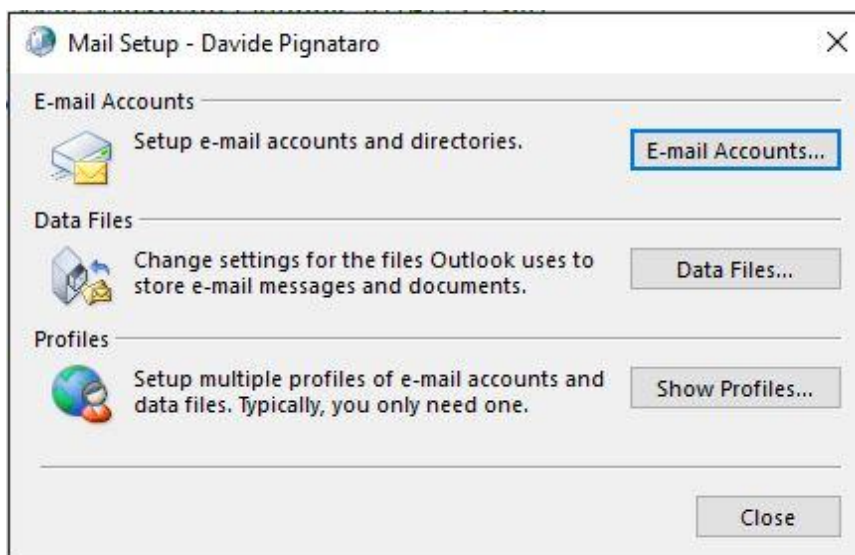 Mail Setup - Davide Pignataro
E-mail Accounts
Setup e-mail accounts and directories.
E-mail Accounts...
Data Files
Change settings for the files Outlook uses to
store e-mail messages and documents.
Data Files...
Profiles
Setup multiple profiles of e-mail accounts and
data files. Typically, you only need one.
Show Profiles...
Close